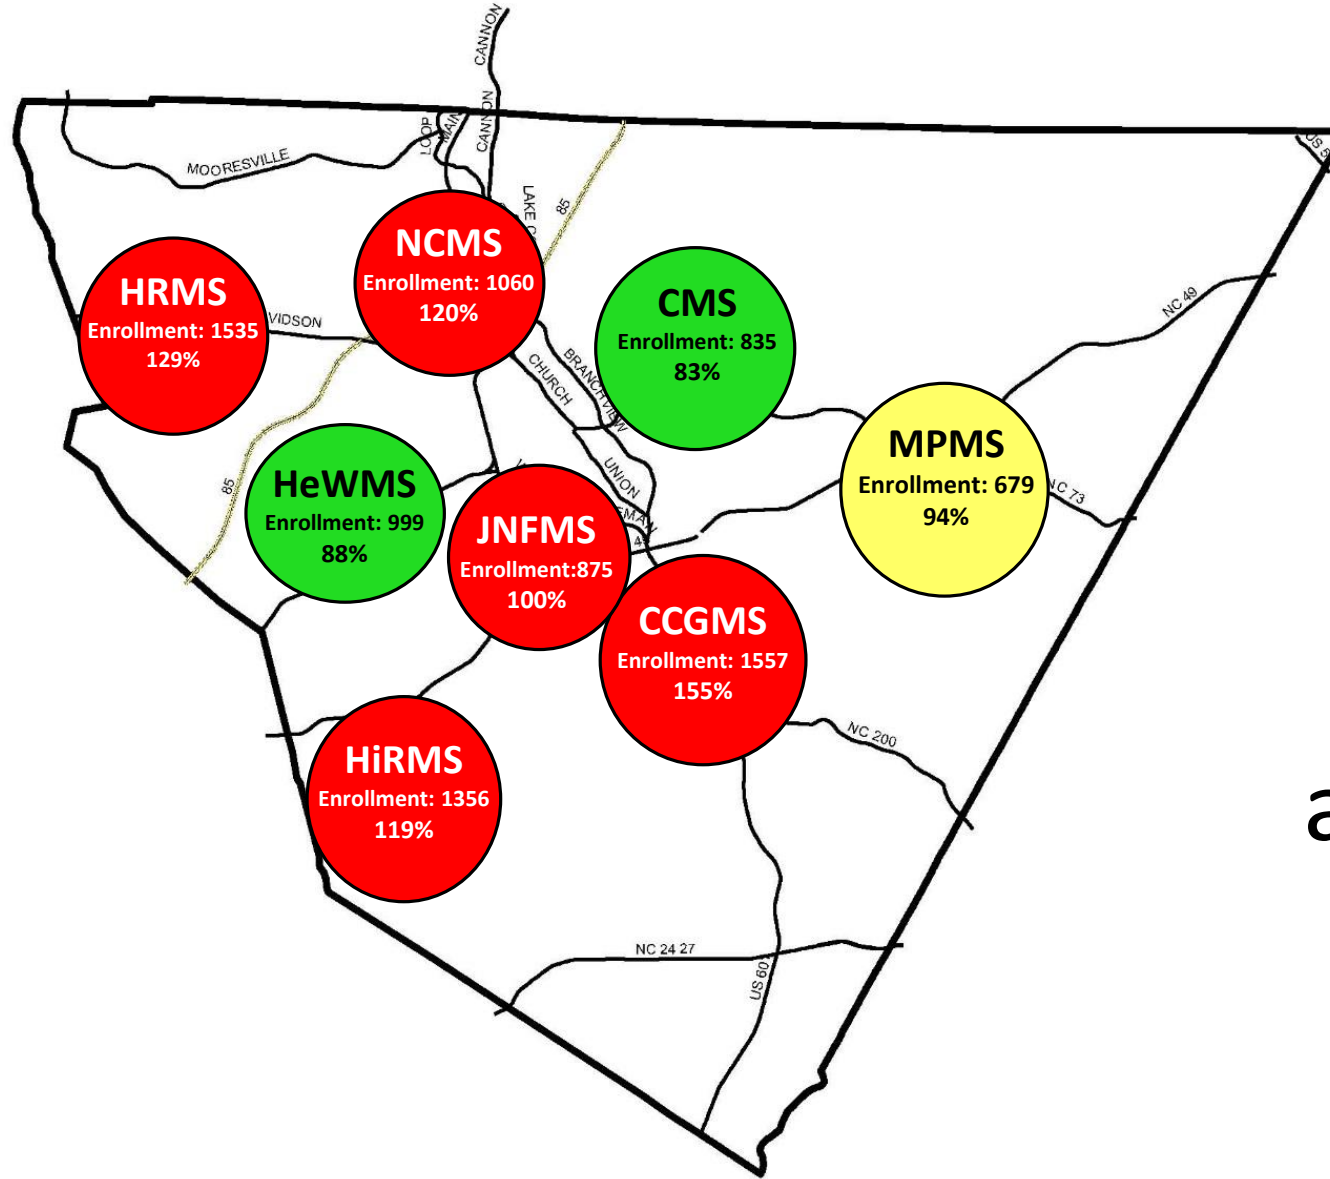 CANNON
CANNON
LOOP
MAIN
MOORESVILLE
LAKE
85
US
NCMS
Enrollment: 1060
120%
HRMS
Enrollment: 1535
129%
VIDSON
CMS
Enrollment: 835
83%
NC 49
CHURCH
BRANCHVIEW
MPMS
Enrollment: 679
94%
NC 73
HeWMS
Enrollment: 999
88%
85
UNION
JNFMS
Enrollment:875
100%
CCGMS
Enrollment: 1557
155%
NC 200
HiRMS
Enrollment: 1356
119%
a
NC 24 27
US 601